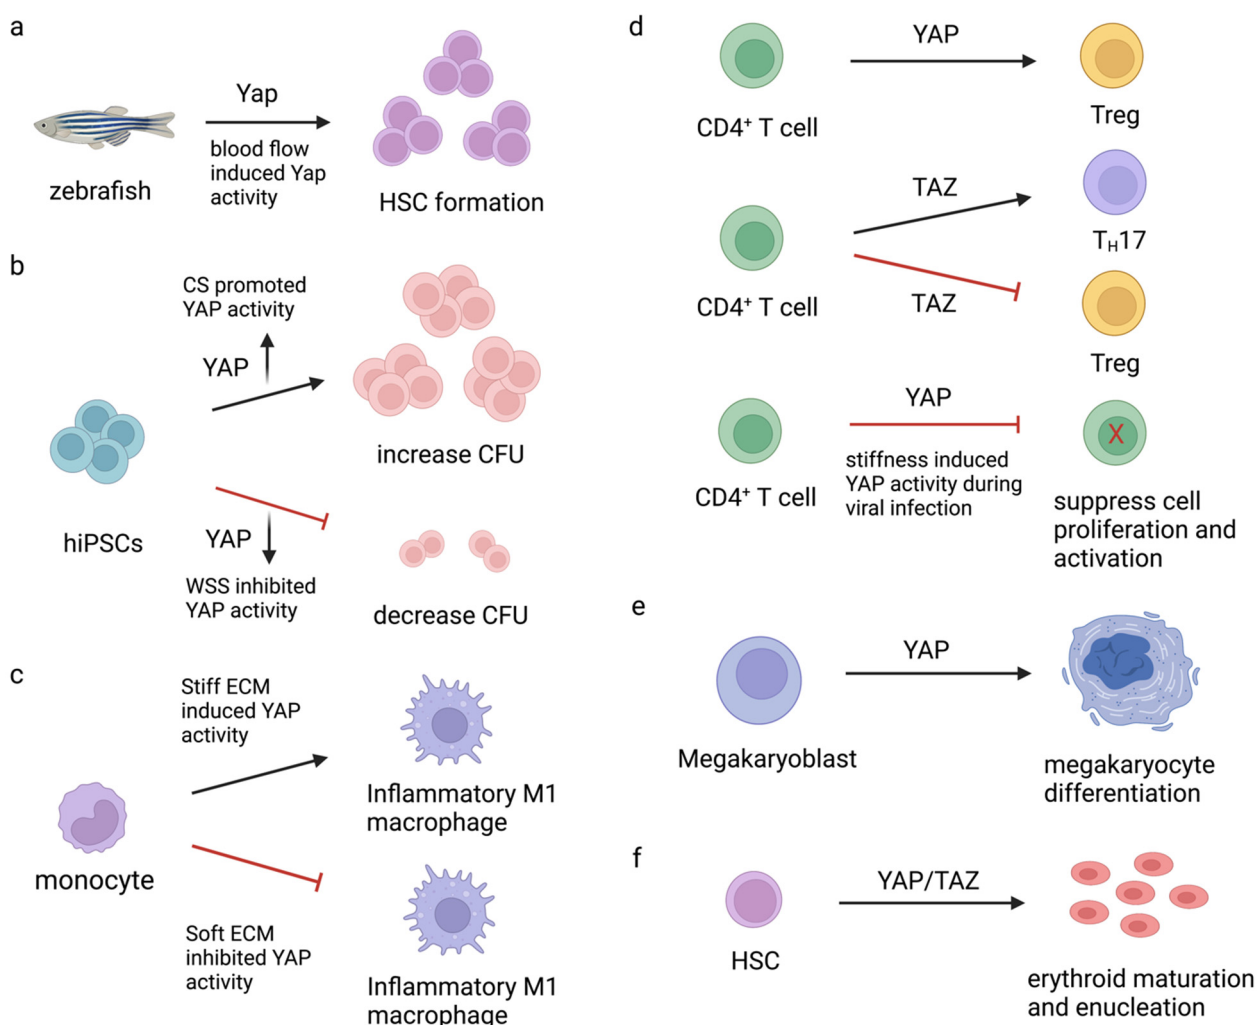 a
Yap
blood flow
induced Yap
activity
zebrafish
HSC formation
b
CS promoted
YAP activity
YAP
increase CFU
hiPSCs
YAP
WSS inhibited
YAP activity
decrease CFU
c
Stiff ECM
induced YAP
activity
Inflammatory M1
macrophage
monocyte
Soft ECM
inhibited YAP
activity
Inflammatory M1
macrophage
d
YAP
CD4⁺ T cell
Treg
TAZ
T_H17
CD4⁺ T cell
TAZ
Treg
YAP
X
CD4⁺ T cell
stiffness induced
YAP activity during
viral infection
suppress cell
proliferation and
activation
e
YAP
Megakaryoblast
megakaryocyte
differentiation
f
YAP/TAZ
HSC
erythroid maturation
and enucleation